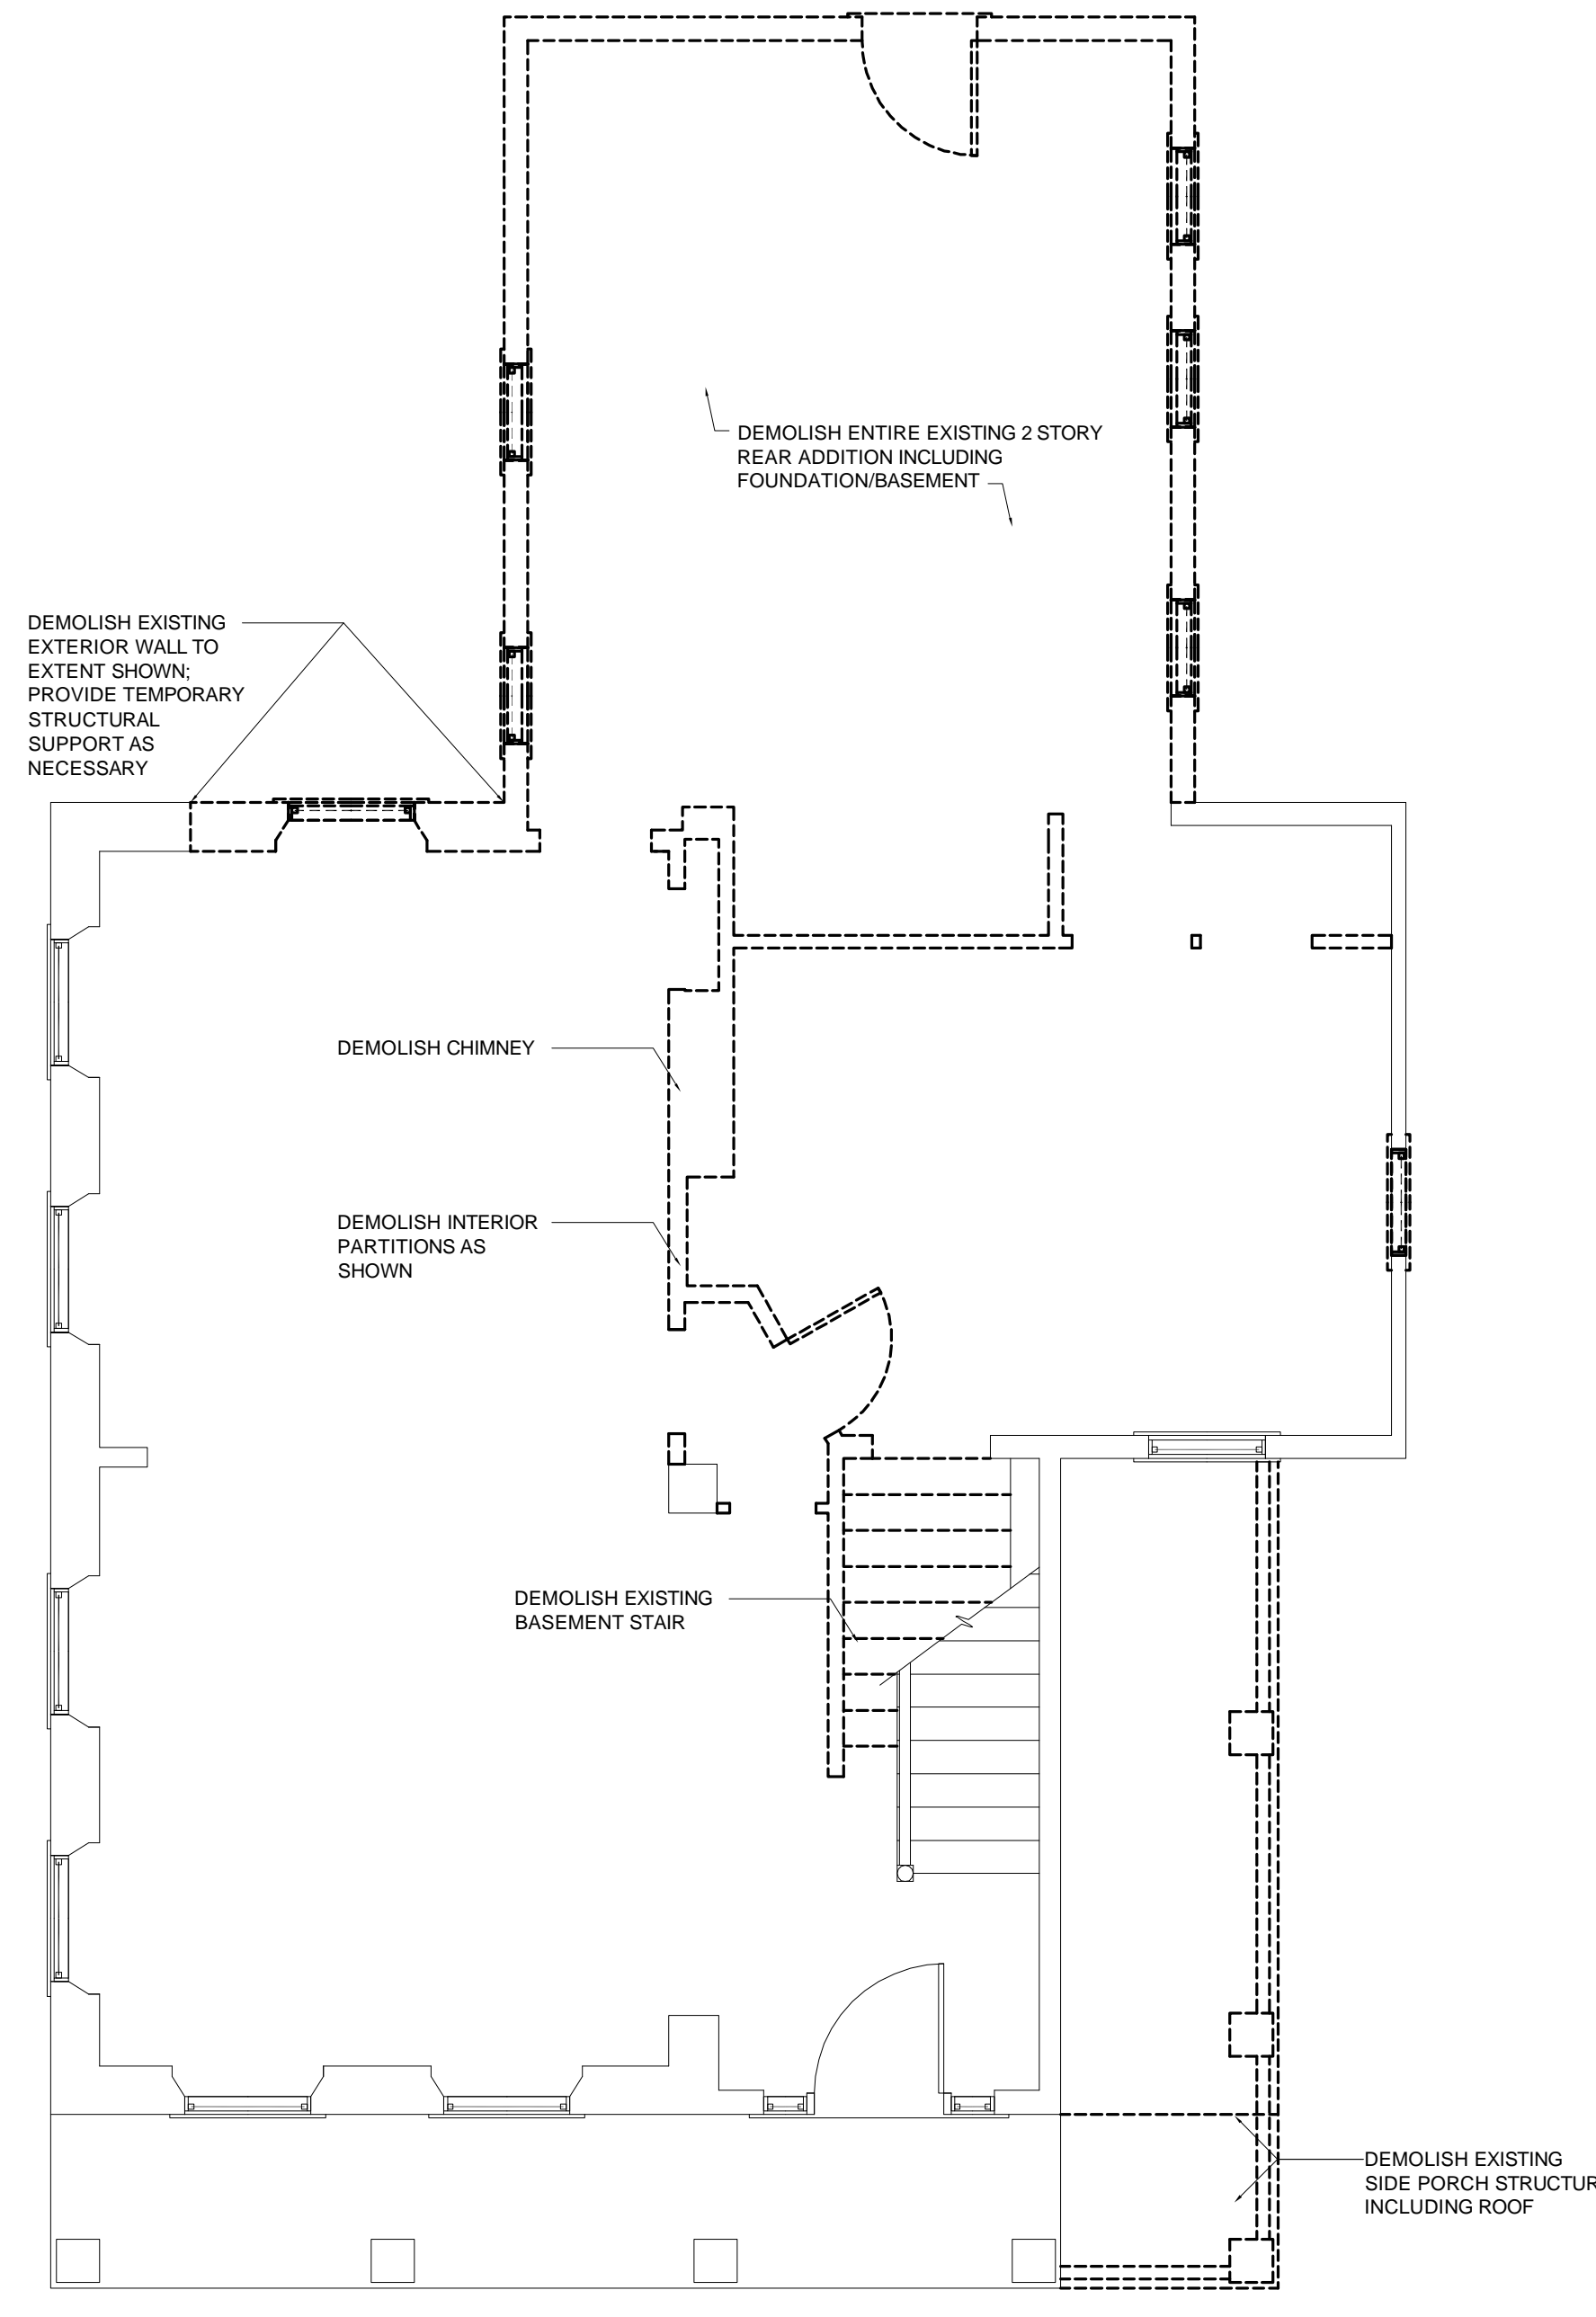 DEMOLISH ENTIRE EXISTING 2 STORY
REAR ADDITION INCLUDING
FOUNDATION/BASEMENT
DEMOLISH EXISTING
EXTERIOR WALL TO
EXTENT SHOWN;
PROVIDE TEMPORARY
STRUCTURAL
SUPPORT AS
NECESSARY
DEMOLISH CHIMNEY
DEMOLISH INTERIOR
PARTITIONS AS
SHOWN
DEMOLISH EXISTING
BASEMENT STAIR
DEMOLISH EXISTING
SIDE PORCH STRUCTUR
INCLUDING ROOF